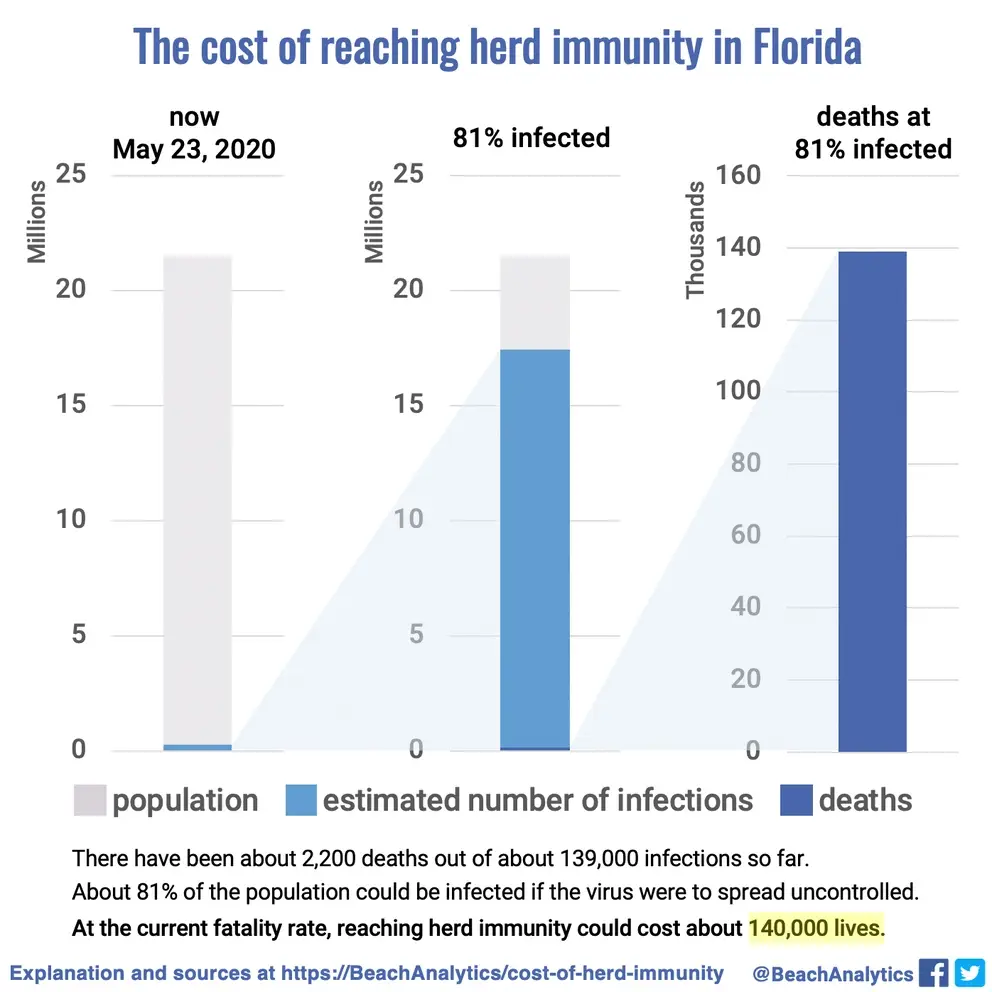 The cost of reaching herd immunity in Florida
now
May 23, 2020
81% infected
deaths at
81% infected
Millions
25
20
15
10
5
0
Millions
25
20
15
10
5
0
Thousands
160
140
120
100
80
60
40
20
0
population
estimated number of infections
deaths
There have been about 2,200 deaths out of about 139,000 infections so far.
About 81% of the population could be infected if the virus were to spread uncontrolled.
At the current fatality rate, reaching herd immunity could cost about 140,000 lives.
Explanation and sources at https://BeachAnalytics/cost-of-herd-immunity
@BeachAnalytics